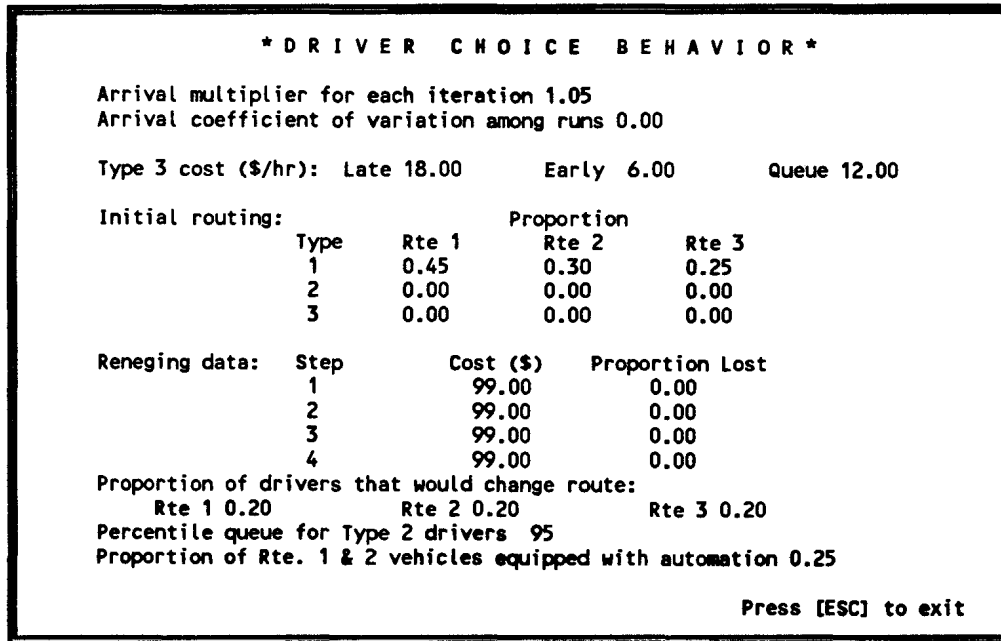 *DRIVER CHOICE BEHAVIOR*
Arrival multiplier for each iteration 1.05
Arrival coefficient of variation among runs 0.00
Type 3 cost ($/hr): Late 18.00 Early 6.00 Queue 12.00
Initial routing: Proportion
Type Rte 1 Rte 2 Rte 3
1 0.45 0.30 0.25
2 0.00 0.00 0.00
3 0.00 0.00 0.00
Reneging data: Step Cost ($) Proportion Lost
1 99.00 0.00
2 99.00 0.00
3 99.00 0.00
4 99.00 0.00
Proportion of drivers that would change route:
Rte 1 0.20 Rte 2 0.20 Rte 3 0.20
Percentile queue for Type 2 drivers 95
Proportion of Rte. 1 & 2 vehicles equipped with automation 0.25
Press [ESC] to exit